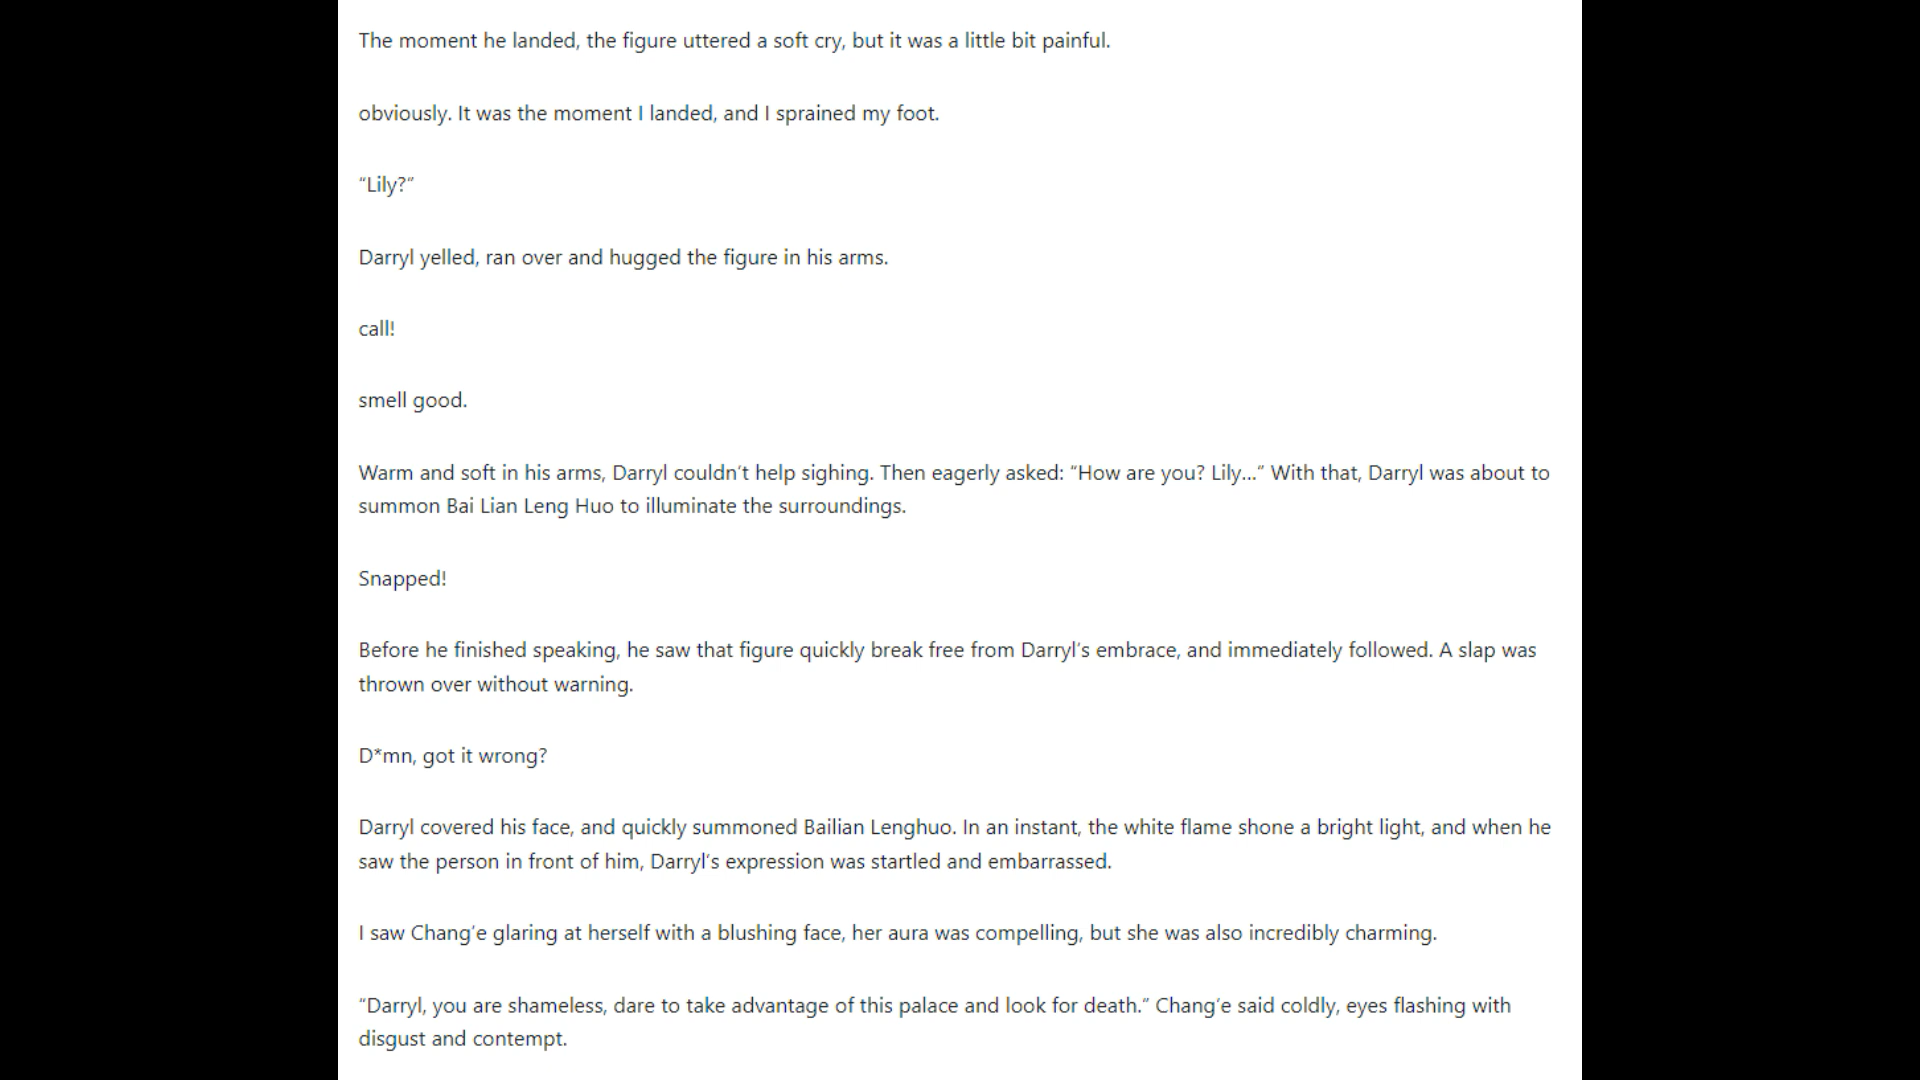 The moment he landed, the figure uttered a soft cry, but it was a little bit painful.
obviously. It was the moment I landed, and I sprained my foot.
“Lily?”
Darryl yelled, ran over and hugged the figure in his arms.
call!
smell good.
Warm and soft in his arms, Darryl couldn’t help sighing. Then eagerly asked: “How are you? Lily…” With that, Darryl was about to
summon Bai Lian Leng Huo to illuminate the surroundings.
Snapped!
Before he finished speaking, he saw that figure quickly break free from Darryl’s embrace, and immediately followed. A slap was
thrown over without warning.
D*mn, got it wrong?
Darryl covered his face, and quickly summoned Bailian Lenghuo. In an instant, the white flame shone a bright light, and when he
saw the person in front of him, Darryl’s expression was startled and embarrassed.
I saw Chang’e glaring at herself with a blushing face, her aura was compelling, but she was also incredibly charming.
“Darryl, you are shameless, dare to take advantage of this palace and look for death.” Chang’e said coldly, eyes flashing with
disgust and contempt.